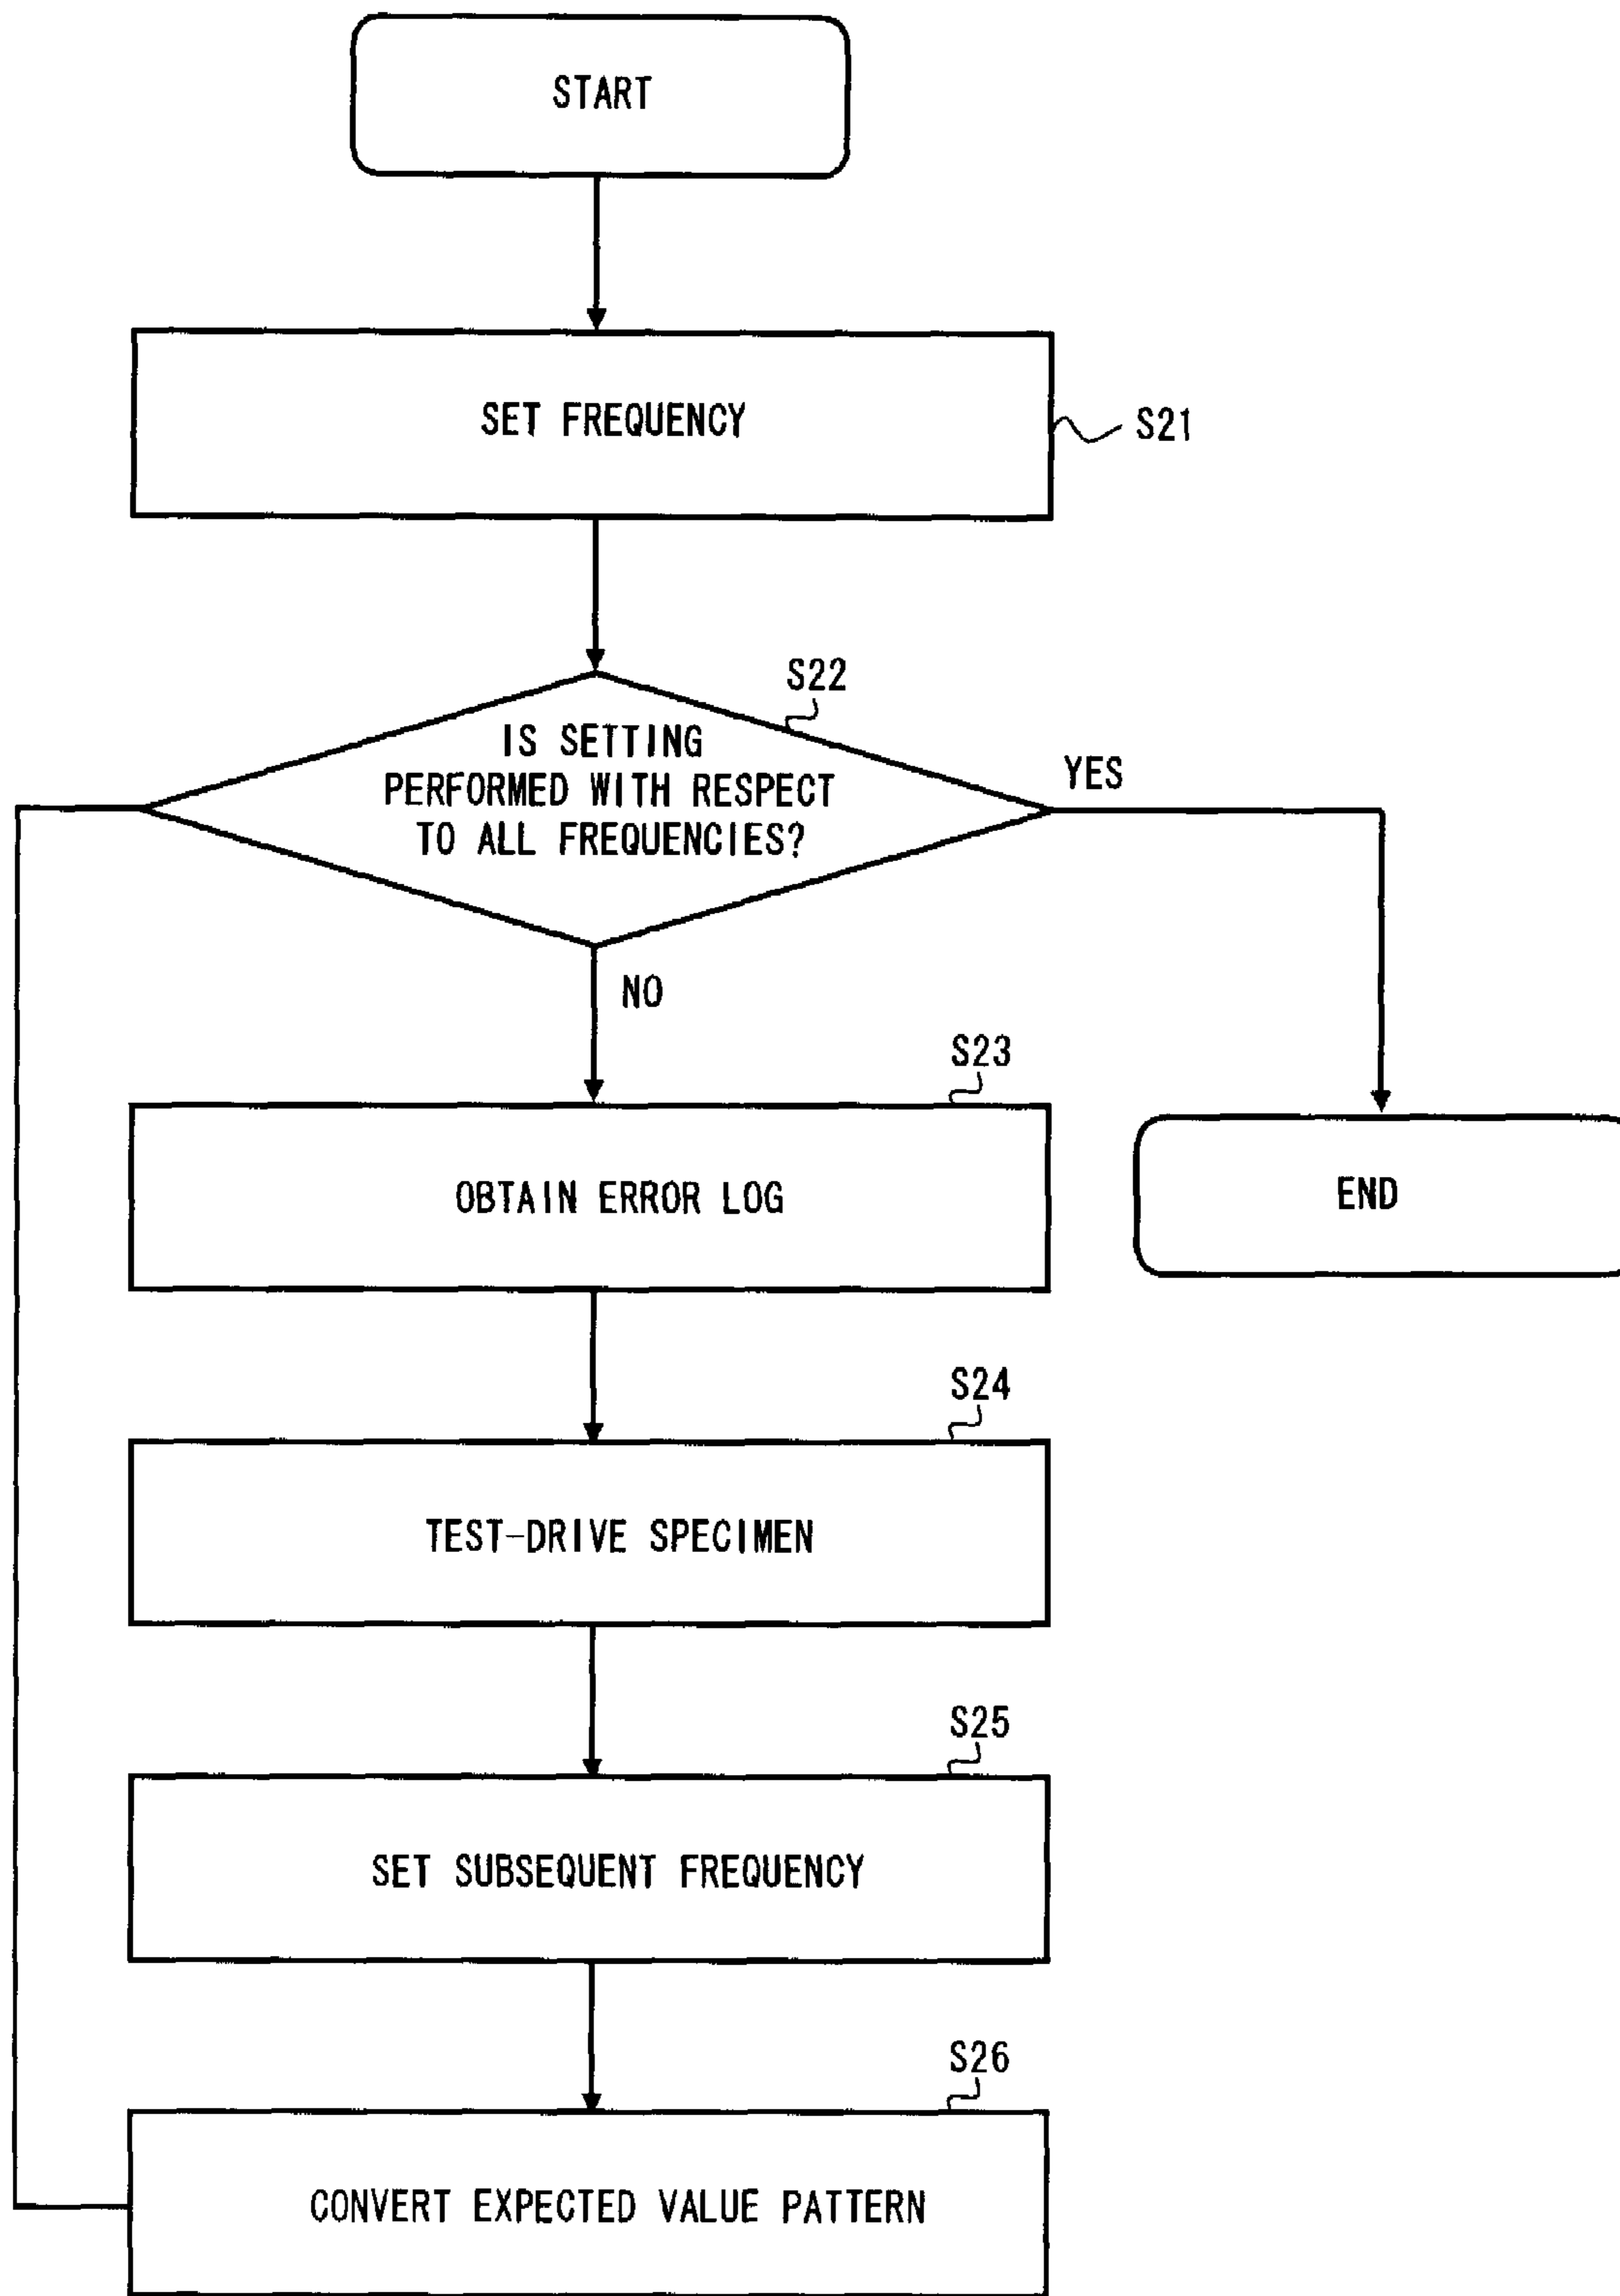 START
SET FREQUENCY
S21
S22
IS SETTING
PERFORMED WITH RESPECT
TO ALL FREQUENCIES?
YES
NO
S23
OBTAIN ERROR LOG
END
S24
TEST-DRIVE SPECIMEN
S25
SET SUBSEQUENT FREQUENCY
S26
CONVERT EXPECTED VALUE PATTERN